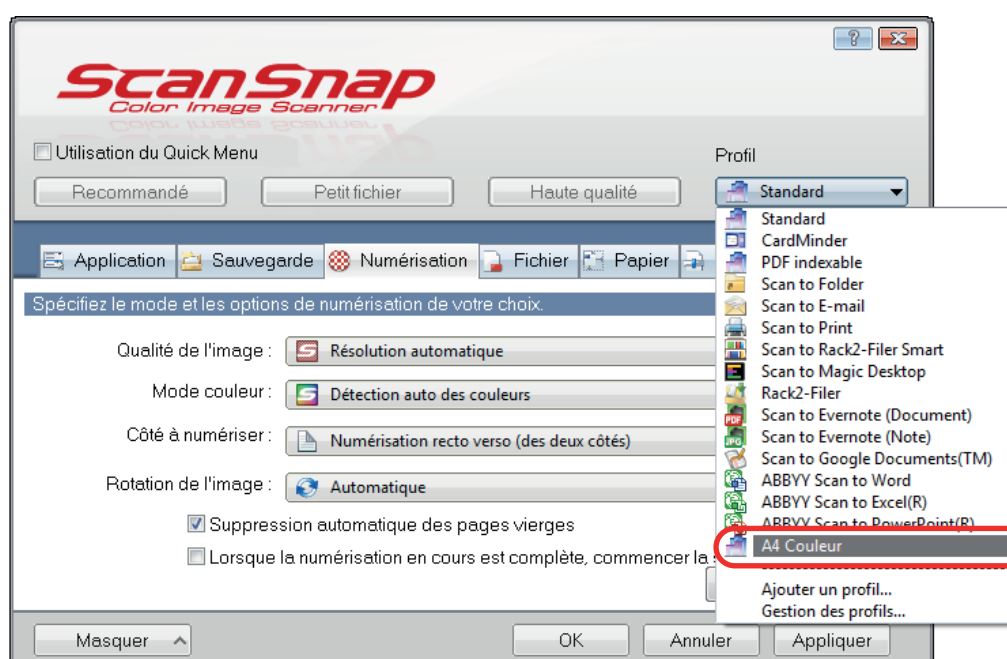 ScanSnap
Color Image Scanner
Utilisation du Quick Menu
Profil
Recommandé
Petit fichier
Haute qualité
Standard
Standard
CardMinder
PDF indexable
Scan to Folder
Scan to E-mail
Scan to Print
Scan to Rack2-Filer Smart
Scan to Magic Desktop
Rack2-Filer
Scan to Evernote (Document)
Scan to Evernote (Note)
Scan to Google Documents(TM)
ABBYY Scan to Word
ABBYY Scan to Excel(R)
ABBYY Scan to PowerPoint(R)
A4 Couleur
Ajouter un profil...
Gestion des profils...
Application
Sauvegarde
Numérisation
Fichier
Papier
Spécifiez le mode et les options de numérisation de votre choix.
Qualité de l'image :
Résolution automatique
Mode couleur :
Détection auto des couleurs
Côté à numériser :
Numérisation recto verso (des deux côtés)
Rotation de l'image :
Automatique
Suppression automatique des pages vierges
Lorsque la numérisation en cours est complète, commencer la
Masquer
OK
Annuler
Appliquer